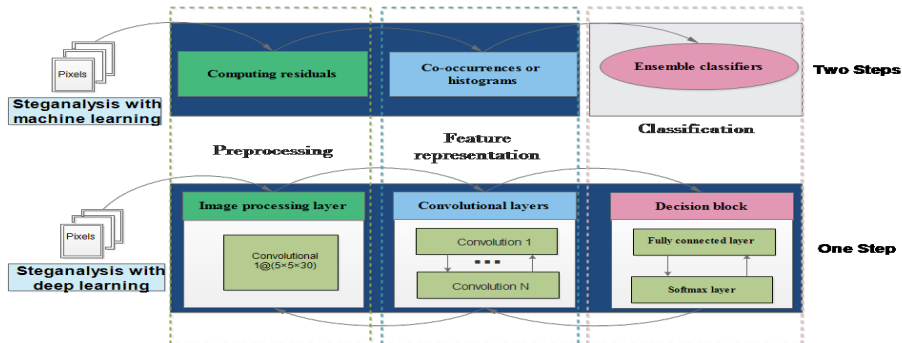 Pixels
Steganalysis with
machine learning
Computing residuals
Co-occurrences or
histograms
Ensemble classifiers
Two Steps
Preprocessing
Feature
representation
Classification
Pixels
Steganalysis with
deep learning
Image processing layer
Convolutional
1@(5×5×30)
Convolutional layers
Convolution 1
Convolution N
Decision block
Fully connected layer
Softmax layer
One Step